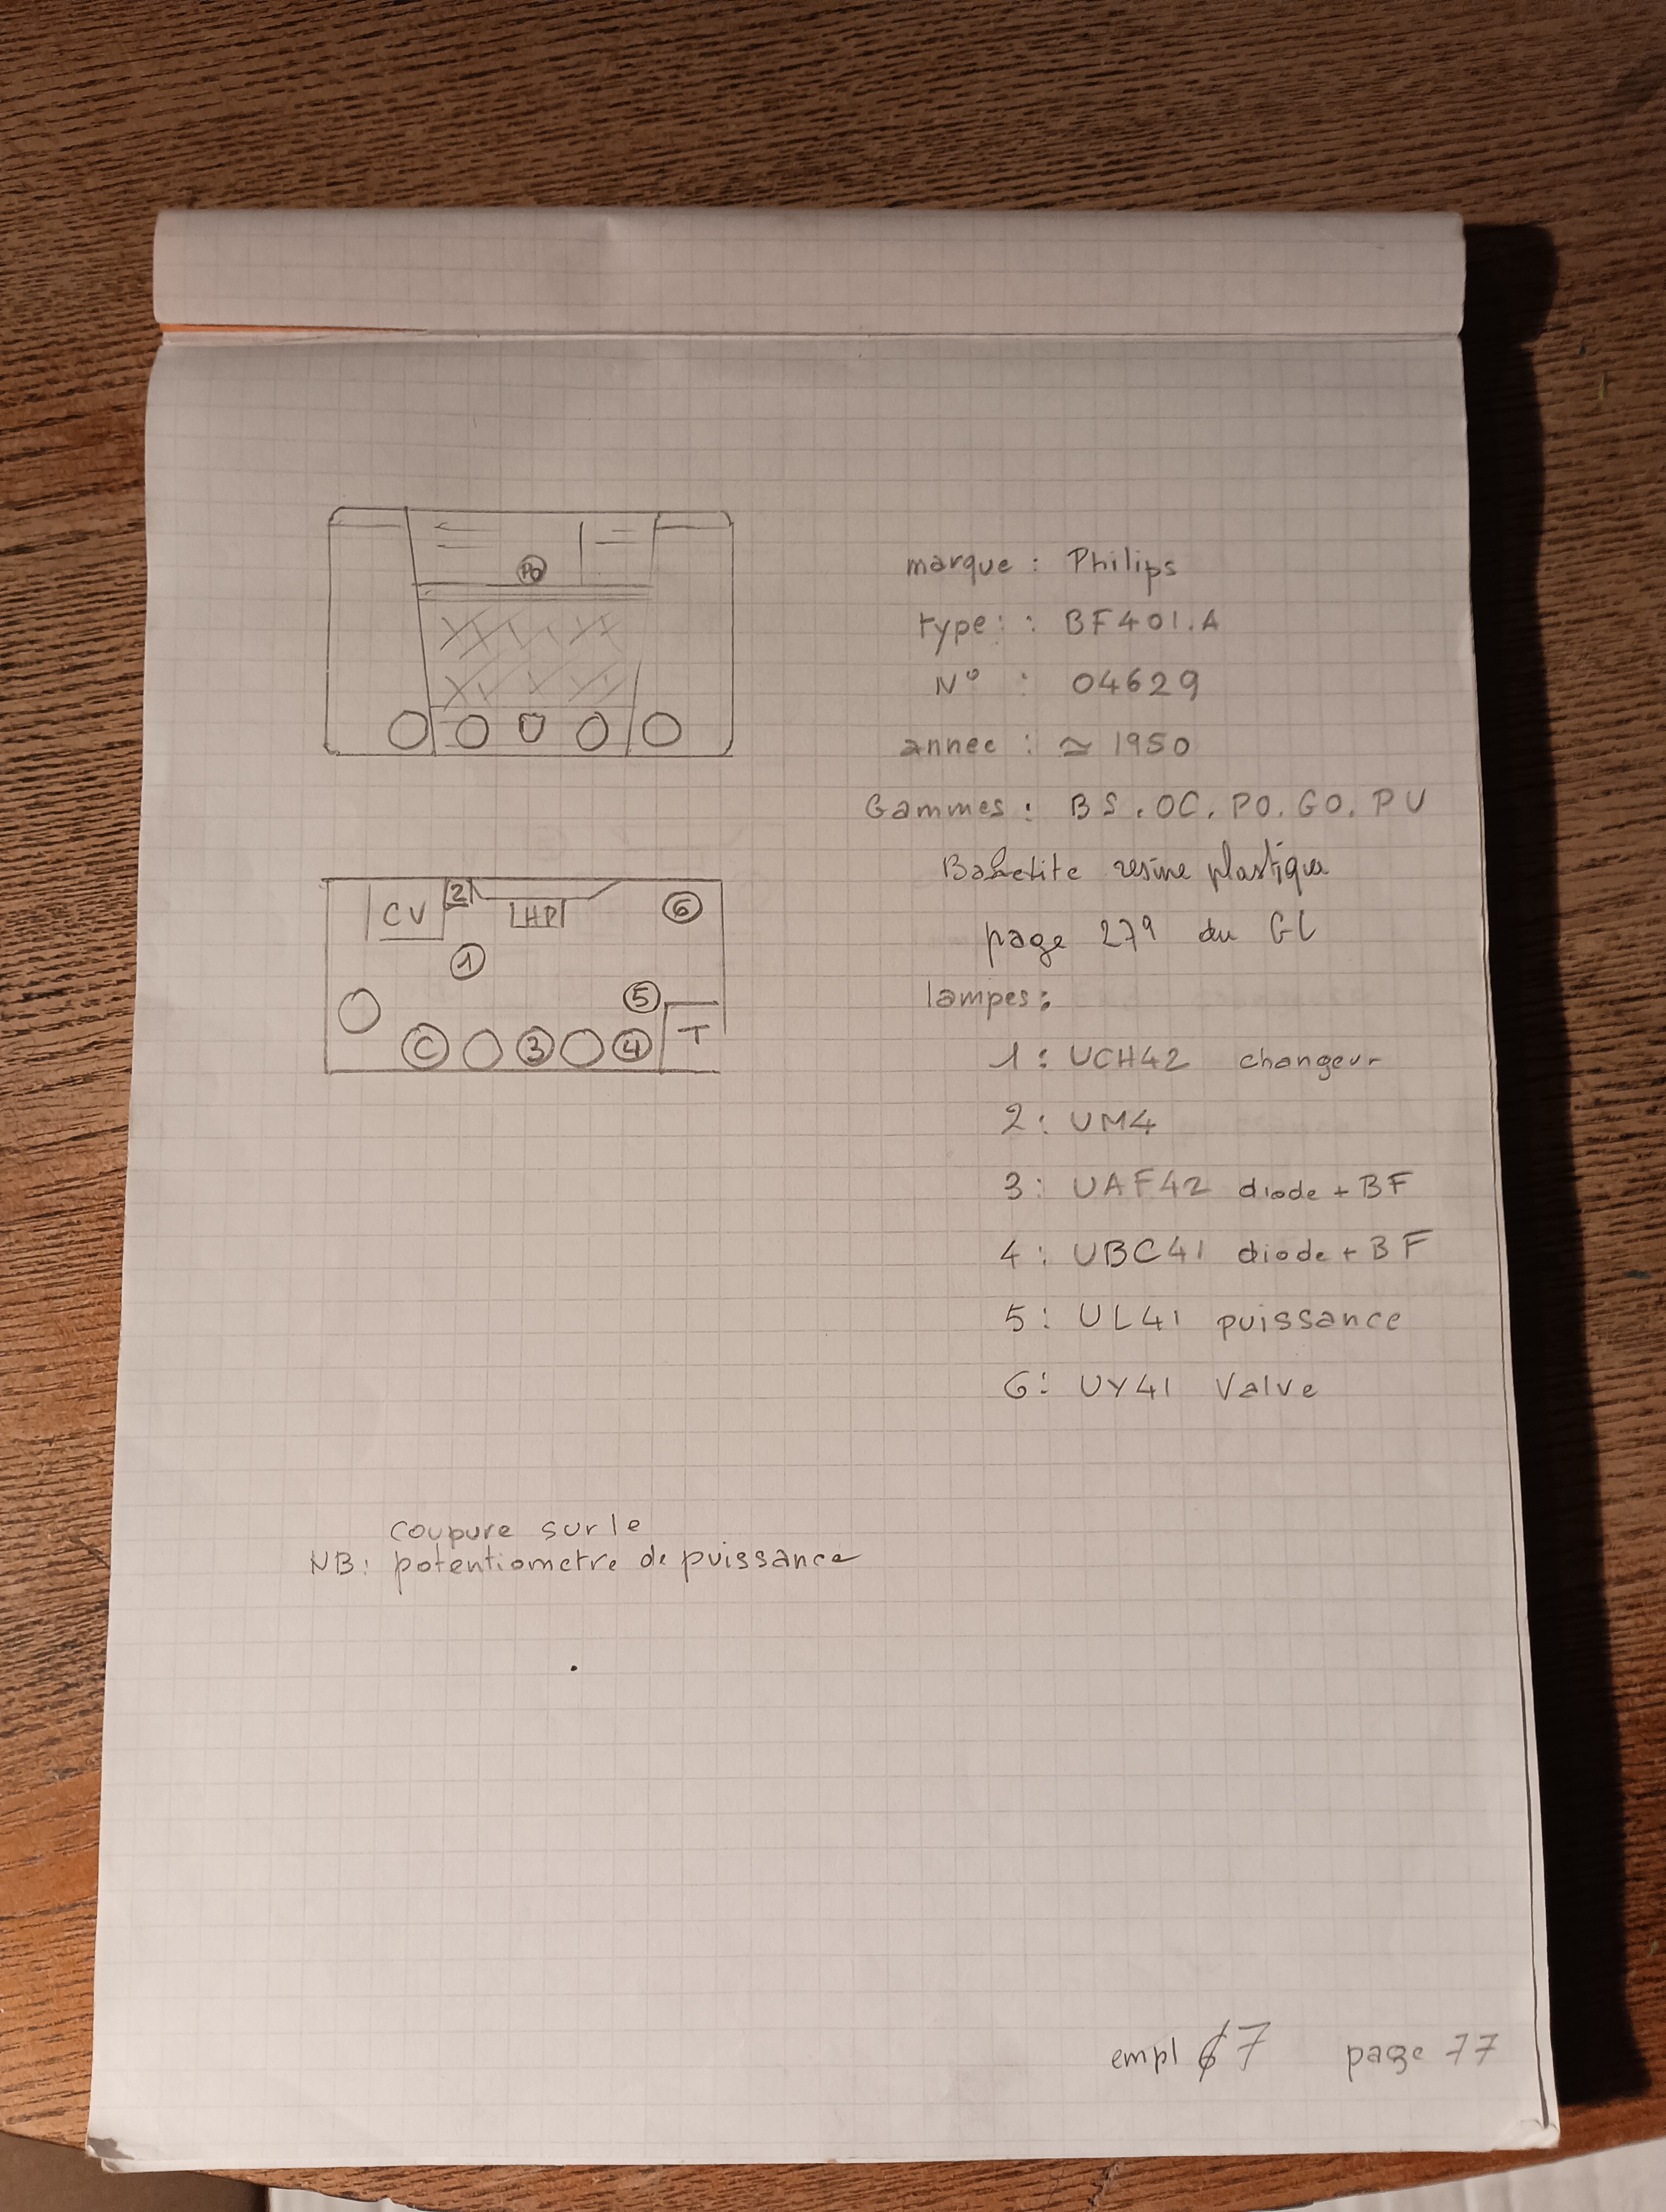 Po
marque : Philips
type : : BF401.A
N° : 04629
annee : ≃ 1950
Gammes : BS. OC. PO. GO. PU
Bakelite resine plastique
page 279 du GL
lampes :
1 : UCH42 changeur
2 : UM4
3 : UAF42 diode + BF
4 : UBC41 diode + BF
5 : UL41 puissance
6 : UY41 Valve
CV 2 HP 6
1
5
C 3 4 T
coupure sur le
NB : potentiometre de puissance
empl 7 page 77